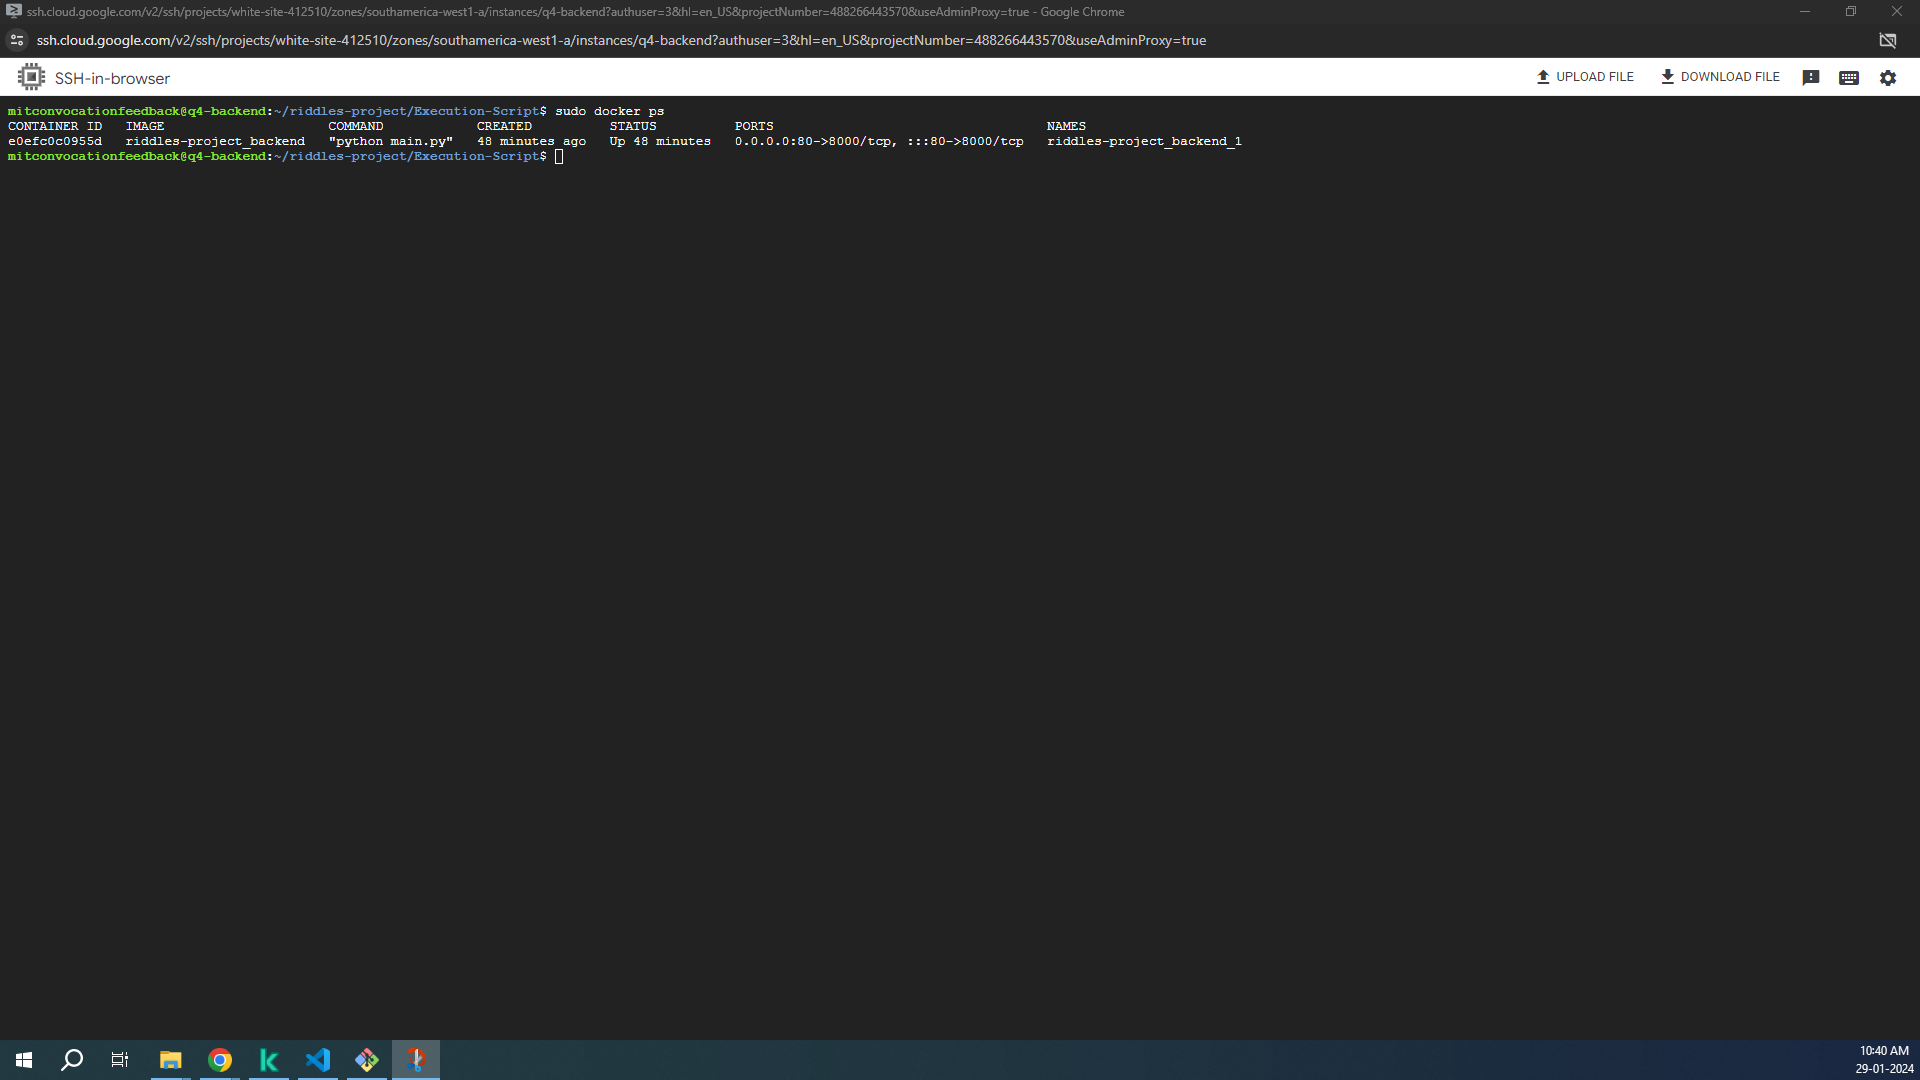 ssh.cloud.google.com/v2/ssh/projects/white-site-412510/zones/southamerica-west1-a/instances/q4-backend?authuser=3&hl=en_US&projectNumber=488266443570&useAdminProxy=true - Google Chrome
ssh.cloud.google.com/v2/ssh/projects/white-site-412510/zones/southamerica-west1-a/instances/q4-backend?authuser=3&hl=en_US&projectNumber=488266443570&useAdminProxy=true
SSH-in-browser UPLOAD FILE DOWNLOAD FILE
mitconvocationfeedback@q4-backend:~/riddles-project/Execution-Script$ sudo docker ps
CONTAINER ID IMAGE COMMAND CREATED STATUS PORTS NAMES
e0efc0c0955d riddles-project_backend "python main.py" 48 minutes ago Up 48 minutes 0.0.0.0:80->8000/tcp, :::80->8000/tcp riddles-project_backend_1
mitconvocationfeedback@q4-backend:~/riddles-project/Execution-Script$
10:40 AM
29-01-2024